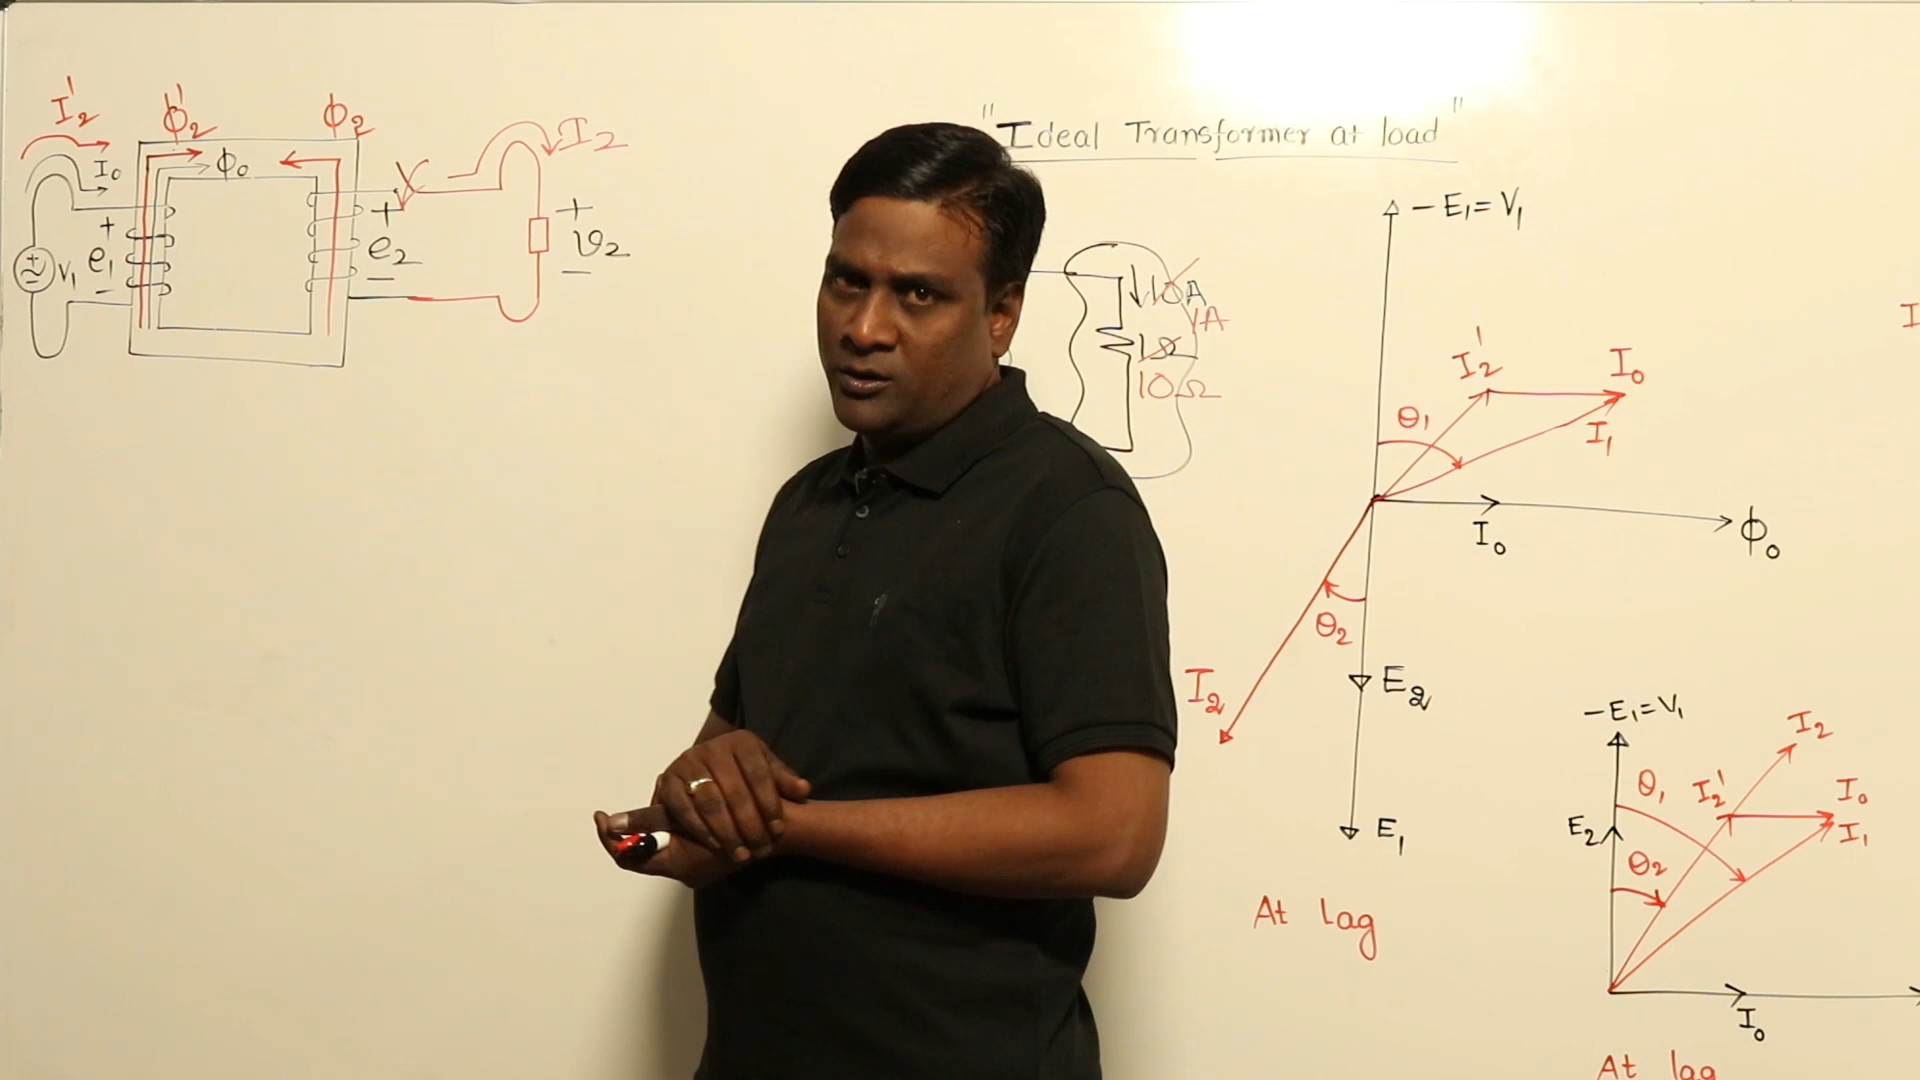 "Ideal Transformer at load"
I₂'
ϕ₂'
ϕ₂
I₂
I₀
ϕ₀
+
+
+
e₁
e₂
v₂
+
V₁
−
−
−
10A
1A
1Ω
10Ω
−E₁=V₁
I₂'
I₀
θ₁
I₁
I₀
ϕ₀
θ₂
I₂
E₂
E₁
At lag
−E₁=V₁
I₂
θ₁
I₂'
I₀
E₂
I₁
θ₂
I₀
At lag
I